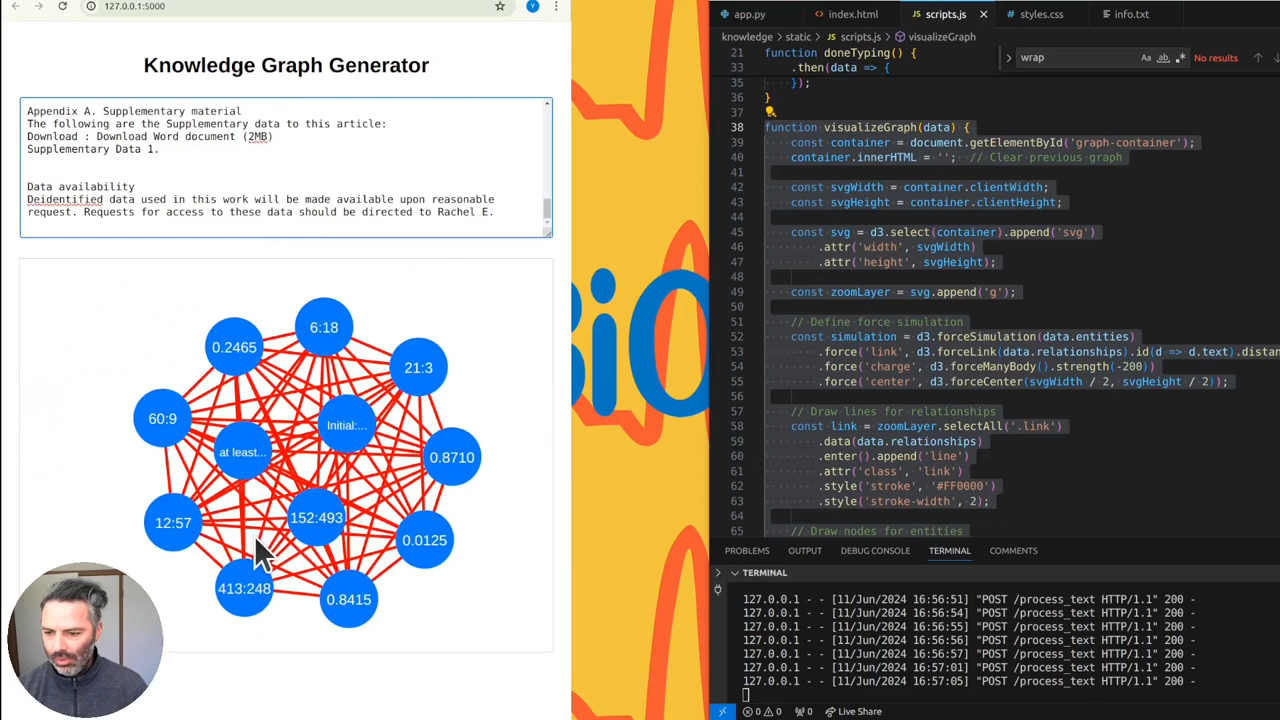 127.0.0.1:5000
Y
Knowledge Graph Generator
Appendix A. Supplementary material
The following are the Supplementary data to this article:
Download : Download Word document (2MB)
Supplementary Data 1.
Data availability
Deidentified data used in this work will be made available upon reasonable
request. Requests for access to these data should be directed to Rachel E.
6:18
0.2465
21:3
60:9
Initial:...
at least...
0.8710
152:493
12:57
0.0125
413:248
0.8415
iO
app.py
index.html
scripts.js
styles.css
info.txt
knowledge > static > scripts.js > visualizeGraph
wrap
Aa ab .*
No results
21 function doneTyping() {
33 .then(data => {
35 });
36 }
37
38 function visualizeGraph(data) {
39 const container = document.getElementById('graph-container');
40 container.innerHTML = ''; // Clear previous graph
41
42 const svgWidth = container.clientWidth;
43 const svgHeight = container.clientHeight;
44
45 const svg = d3.select(container).append('svg')
46 .attr('width', svgWidth)
47 .attr('height', svgHeight);
48
49 const zoomLayer = svg.append('g');
50
51 // Define force simulation
52 const simulation = d3.forceSimulation(data.entities)
53 .force('link', d3.forceLink(data.relationships).id(d => d.text).distan
54 .force('charge', d3.forceManyBody().strength(-200))
55 .force('center', d3.forceCenter(svgWidth / 2, svgHeight / 2));
56
57 // Draw lines for relationships
58 const link = zoomLayer.selectAll('.link')
59 .data(data.relationships)
60 .enter().append('line')
61 .attr('class', 'link')
62 .style('stroke', '#FF0000')
63 .style('stroke-width', 2);
64
65 // Draw nodes for entities
PROBLEMS OUTPUT DEBUG CONSOLE TERMINAL COMMENTS
TERMINAL
127.0.0.1 - - [11/Jun/2024 16:56:51] "POST /process_text HTTP/1.1" 200 -
127.0.0.1 - - [11/Jun/2024 16:56:54] "POST /process_text HTTP/1.1" 200 -
127.0.0.1 - - [11/Jun/2024 16:56:55] "POST /process_text HTTP/1.1" 200 -
127.0.0.1 - - [11/Jun/2024 16:56:56] "POST /process_text HTTP/1.1" 200 -
127.0.0.1 - - [11/Jun/2024 16:56:57] "POST /process_text HTTP/1.1" 200 -
127.0.0.1 - - [11/Jun/2024 16:57:01] "POST /process_text HTTP/1.1" 200 -
127.0.0.1 - - [11/Jun/2024 16:57:05] "POST /process_text HTTP/1.1" 200 -
0 0 0 Live Share